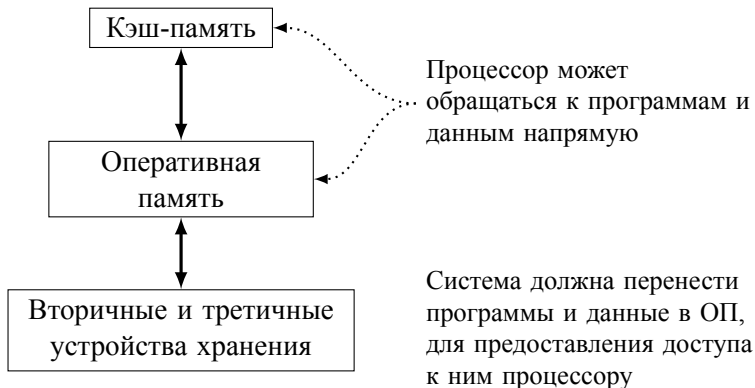 Кэш-память
Процессор может
обращаться к программам и
данным напрямую
Оперативная
память
Вторичные и третичные
устройства хранения
Система должна перенести
программы и данные в ОП,
для предоставления доступа
к ним процессору